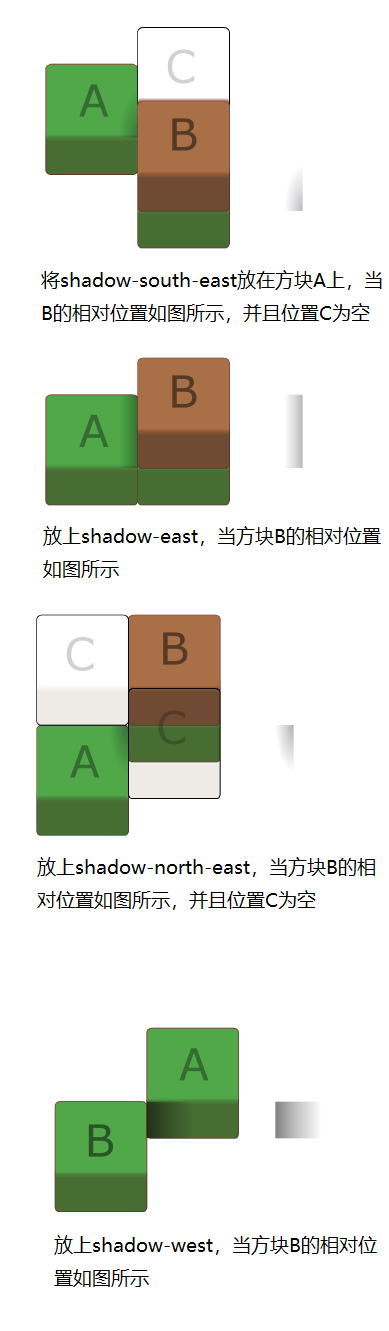 C
A
B
将shadow-south-east放在方块A上，当
B的相对位置如图所示，并且位置C为空
B
A
放上shadow-east，当方块B的相对位置
如图所示
C
B
C
A
放上shadow-north-east，当方块B的相
对位置如图所示，并且位置C为空
A
B
放上shadow-west，当方块B的相对位
置如图所示